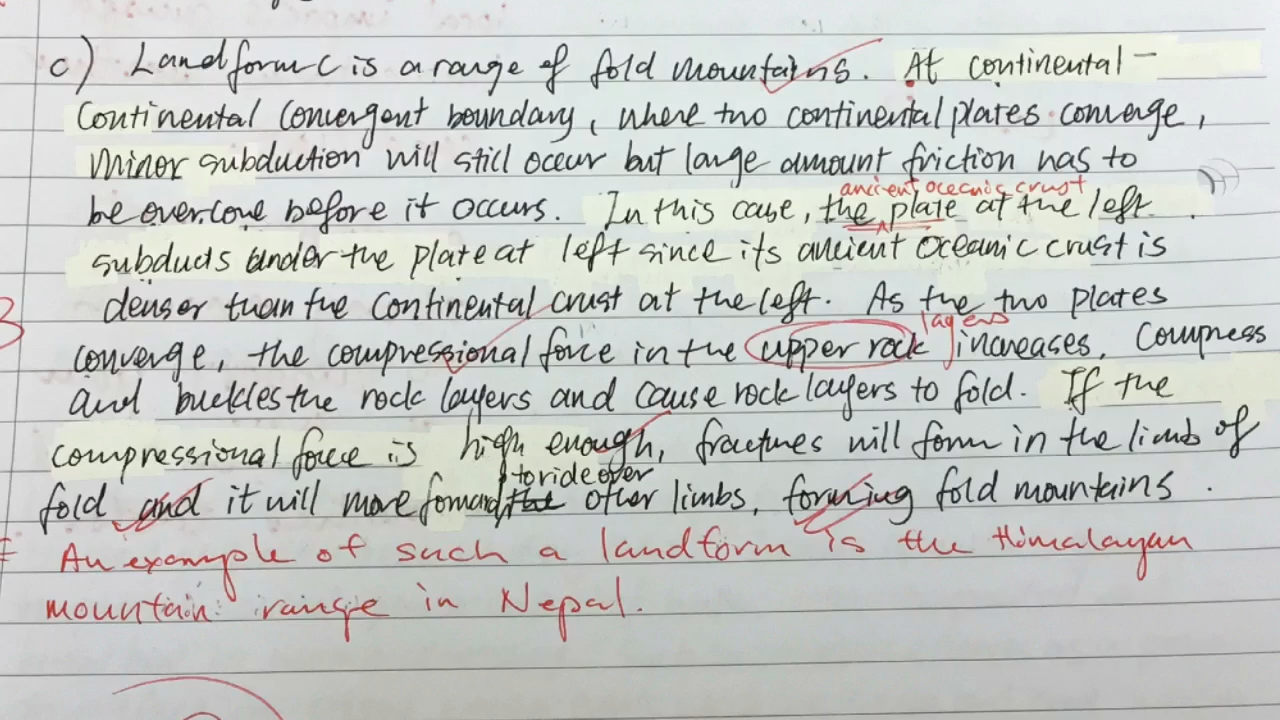 c) Landform C is a range of fold mountains. At continental -
Continental Convergent boundary, where two continental plates converge,
minor subduction will still occur but large amount friction has to
be overcome before it occurs. In this case, the plate at the left
ancient oceanic crust
subducts under the plate at left since its ancient Oceanic crust is
denser than the Continental crust at the left. As the two plates
converge, the compressional force in the upper rock increases, Compress
layers
and buckles the rock layers and cause rock layers to fold. If the
compressional force is high enough, fractures will form in the limb of
fold and it will move forward the other limbs, forming fold mountains.
to ride over
An example of such a landform is the Himalayan
mountain range in Nepal.